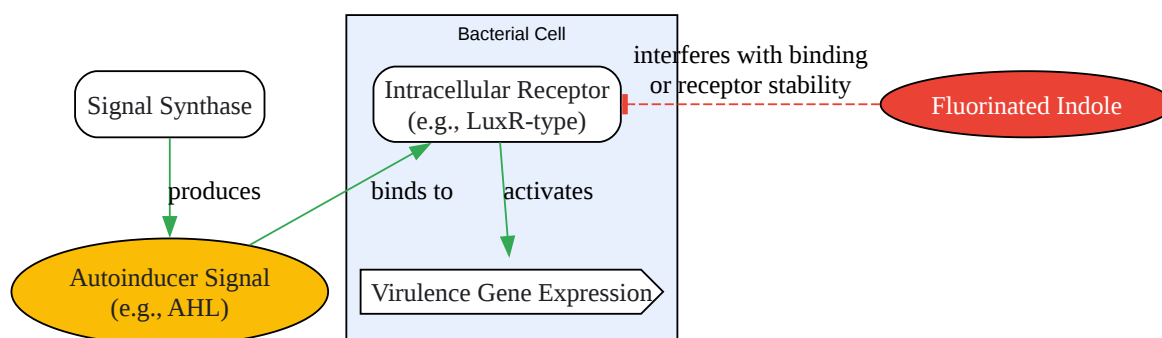 Bacterial Cell
Signal Synthase
Intracellular Receptor
(e.g., LuxR-type)
interferes with binding
or receptor stability
Fluorinated Indole
produces
binds to
activates
Autoinducer Signal
(e.g., AHL)
Virulence Gene Expression